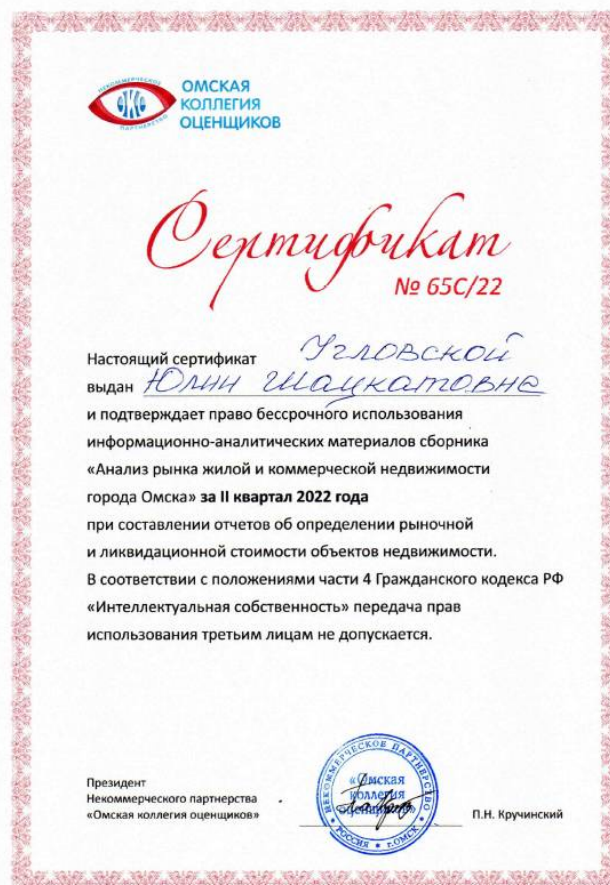 НЕКОММЕРЧЕСКОЕ
ОКО
ПАРТНЕРСТВО
ОМСКАЯ
КОЛЛЕГИЯ
ОЦЕНЩИКОВ
Сертификат
№ 65С/22
Настоящий сертификат Угловской
выдан Юлии Шаукатовне
и подтверждает право бессрочного использования
информационно-аналитических материалов сборника
«Анализ рынка жилой и коммерческой недвижимости
города Омска» за II квартал 2022 года
при составлении отчетов об определении рыночной
и ликвидационной стоимости объектов недвижимости.
В соответствии с положениями части 4 Гражданского кодекса РФ
«Интеллектуальная собственность» передача прав
использования третьим лицам не допускается.
Президент
Некоммерческого партнерства
«Омская коллегия оценщиков»
НЕКОММЕРЧЕСКОЕ ПАРТНЕРСТВО
«Омская
коллегия
оценщиков»
РОССИЯ * г.ОМСК
П.Н. Кручинский